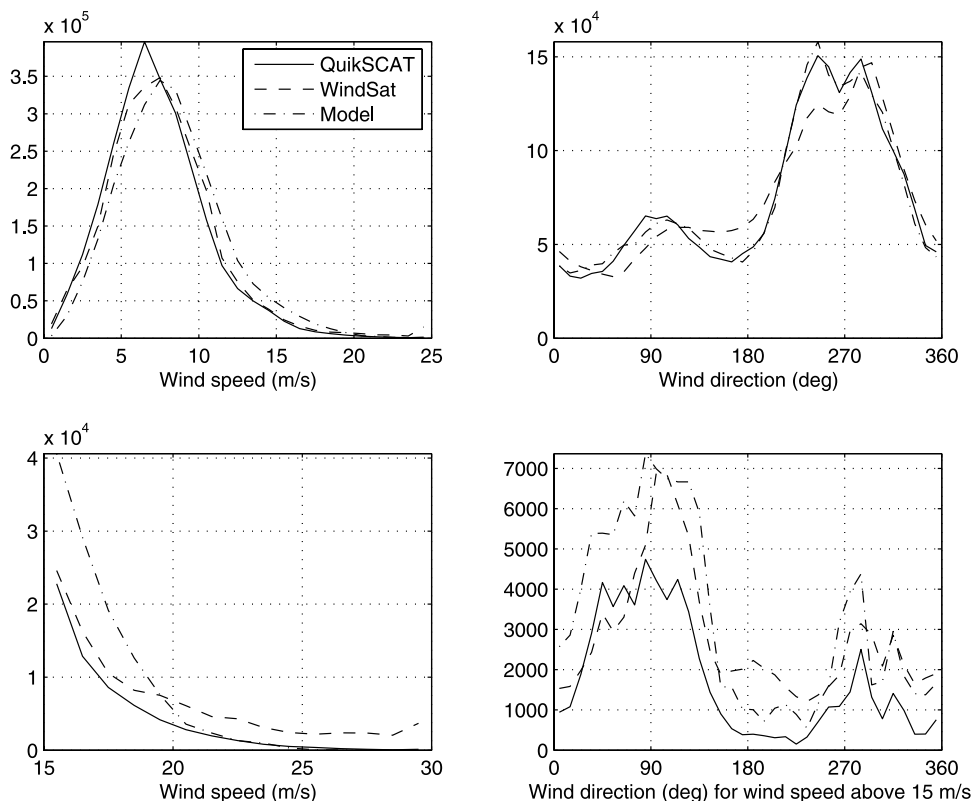 x 10^5
QuikSCAT
WindSat
Model
3.5
3
2.5
2
1.5
1
0.5
0
0 5 10 15 20 25
Wind speed (m/s)
x 10^4
15
10
5
0
0 90 180 270 360
Wind direction (deg)
x 10^4
4
3
2
1
0
15 20 25 30
Wind speed (m/s)
7000
6000
5000
4000
3000
2000
1000
0
0 90 180 270 360
Wind direction (deg) for wind speed above 15 m/s